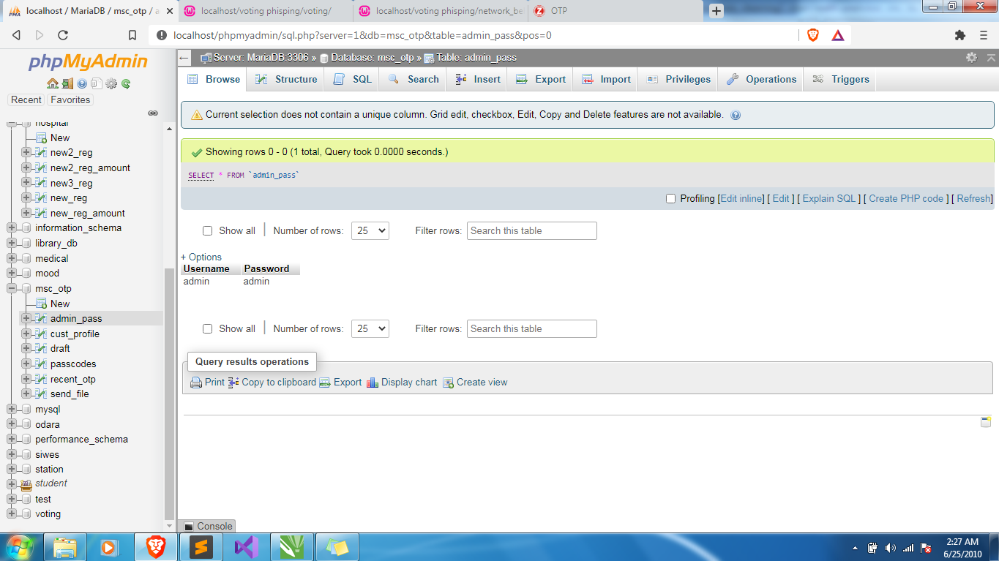 localhost / MariaDB / msc_otp / a
localhost/voting phisping/voting/
localhost/voting phisping/network_be
OTP
localhost/phpmyadmin/sql.php?server=1&db=msc_otp&table=admin_pass&pos=0
phpMyAdmin
Recent Favorites
hospital
New
new2_reg
new2_reg_amount
new3_reg
new_reg
new_reg_amount
information_schema
library_db
medical
mood
msc_otp
New
admin_pass
cust_profile
draft
passcodes
recent_otp
send_file
mysql
odara
performance_schema
siwes
station
student
test
voting
Server: MariaDB:3306 » Database: msc_otp » Table: admin_pass
Browse Structure SQL Search Insert Export Import Privileges Operations Triggers
Current selection does not contain a unique column. Grid edit, checkbox, Edit, Copy and Delete features are not available.
Showing rows 0 - 0 (1 total, Query took 0.0000 seconds.)
SELECT * FROM `admin_pass`
Profiling [Edit inline] [ Edit ] [ Explain SQL ] [ Create PHP code ] [ Refresh]
Show all | Number of rows: 25 Filter rows: Search this table
+ Options
Username Password
admin admin
Show all | Number of rows: 25 Filter rows: Search this table
Query results operations
Print Copy to clipboard Export Display chart Create view
Console
2:27 AM
6/25/2010